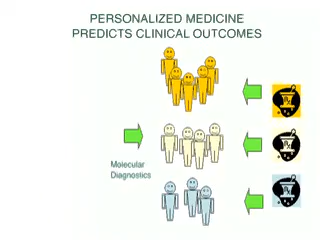 PERSONALIZED MEDICINE
PREDICTS CLINICAL OUTCOMES
Molecular
Diagnostics